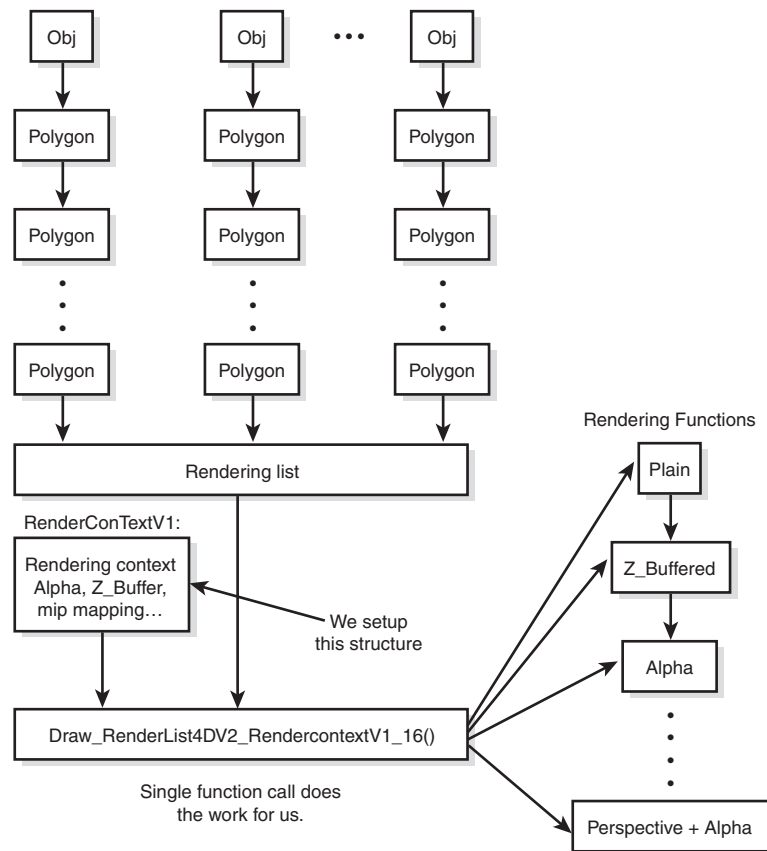 Obj Obj ••• Obj
Polygon Polygon Polygon
Polygon Polygon Polygon
Polygon Polygon Polygon
Rendering list
RenderConTextV1:
Rendering context
Alpha, Z_Buffer,
mip mapping…
We setup
this structure
Draw_RenderList4DV2_RendercontextV1_16()
Single function call does
the work for us.
Rendering Functions
Plain
Z_Buffered
Alpha
Perspective + Alpha